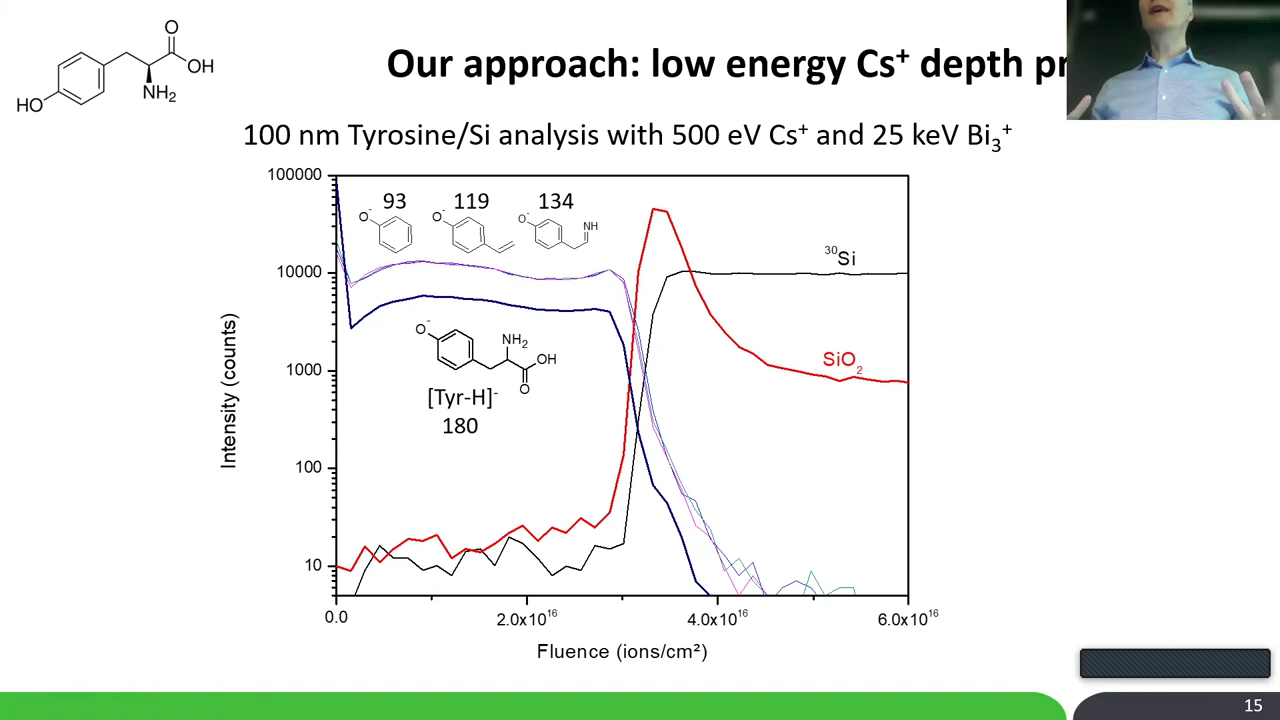 Our approach: low energy Cs⁺ depth
O
OH
NH₂
HO
100 nm Tyrosine/Si analysis with 500 eV Cs⁺ and 25 keV Bi₃⁺
100000
10000
1000
100
10
Intensity (counts)
93
119
134
O⁻
O⁻
O⁻
NH
³⁰Si
SiO₂
O⁻
NH₂
OH
O
[Tyr-H]⁻
180
0.0
2.0x10¹⁶
4.0x10¹⁶
6.0x10¹⁶
Fluence (ions/cm²)
15